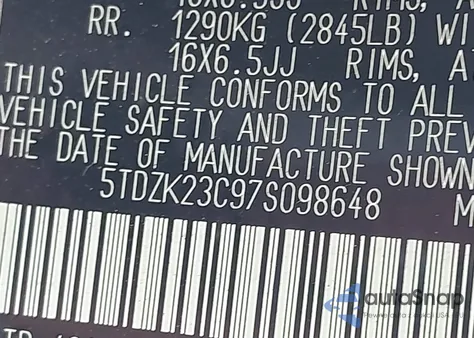 RR. 1290KG (2845LB) WI
16X6.5JJ RIMS, A
THIS VEHICLE CONFORMS TO ALL
VEHICLE SAFETY AND THEFT PREV
THE DATE OF MANUFACTURE SHOWN
5TDZK23C97S098648 M
autoSnap